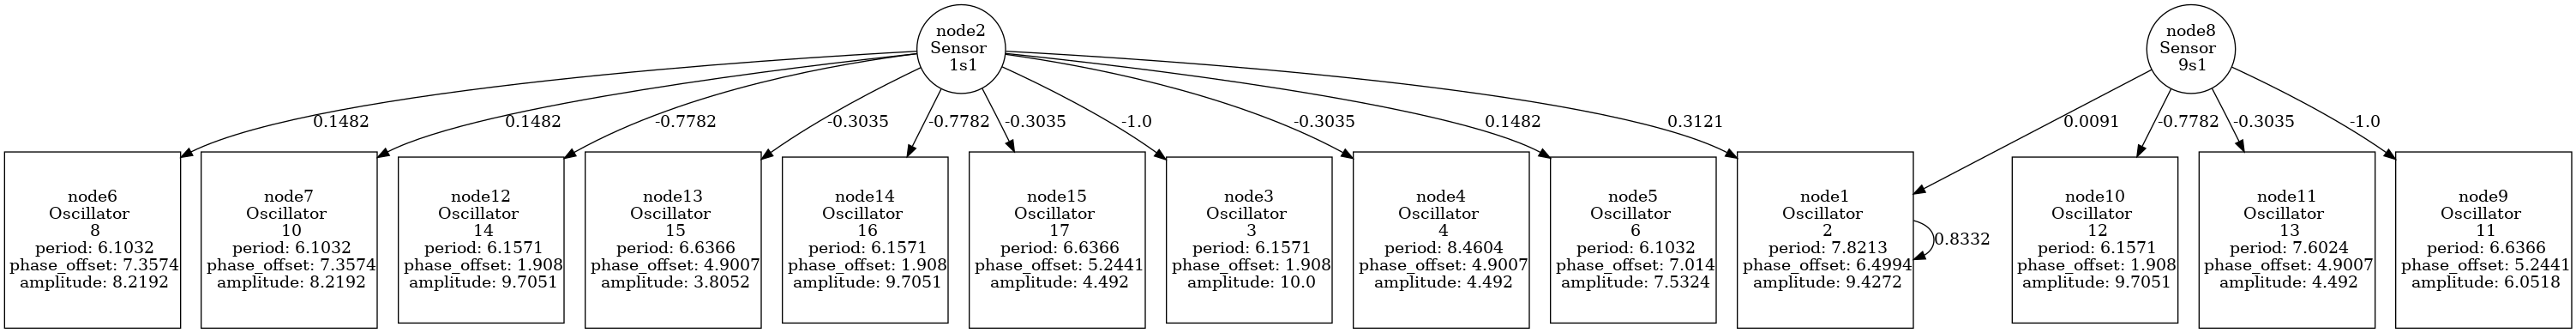 node2
Sensor
1s1
node8
Sensor
9s1
0.1482
0.1482
-0.7782
-0.3035
-0.7782
-0.3035
-1.0
-0.3035
0.1482
0.3121
0.0091
-0.7782
-0.3035
-1.0
node6
Oscillator
8
period: 6.1032
phase_offset: 7.3574
amplitude: 8.2192
node7
Oscillator
10
period: 6.1032
phase_offset: 7.3574
amplitude: 8.2192
node12
Oscillator
14
period: 6.1571
phase_offset: 1.908
amplitude: 9.7051
node13
Oscillator
15
period: 6.6366
phase_offset: 4.9007
amplitude: 3.8052
node14
Oscillator
16
period: 6.1571
phase_offset: 1.908
amplitude: 9.7051
node15
Oscillator
17
period: 6.6366
phase_offset: 5.2441
amplitude: 4.492
node3
Oscillator
3
period: 6.1571
phase_offset: 1.908
amplitude: 10.0
node4
Oscillator
4
period: 8.4604
phase_offset: 4.9007
amplitude: 4.492
node5
Oscillator
6
period: 6.1032
phase_offset: 7.014
amplitude: 7.5324
node1
Oscillator
2
period: 7.8213
phase_offset: 6.4994
amplitude: 9.4272
0.8332
node10
Oscillator
12
period: 6.1571
phase_offset: 1.908
amplitude: 9.7051
node11
Oscillator
13
period: 7.6024
phase_offset: 4.9007
amplitude: 4.492
node9
Oscillator
11
period: 6.6366
phase_offset: 5.2441
amplitude: 6.0518